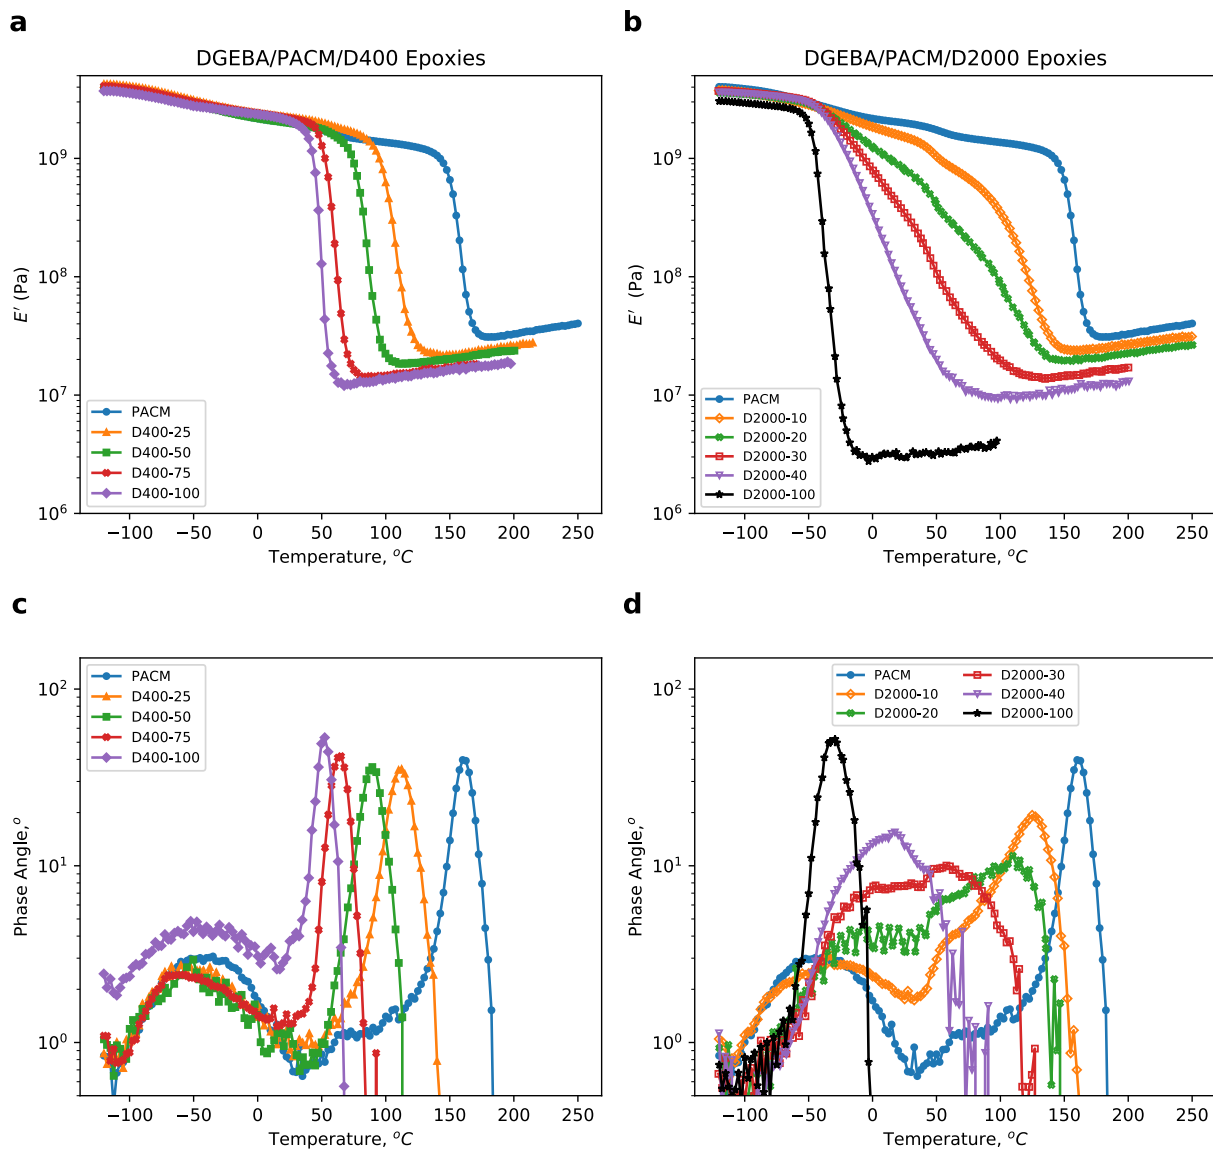 a
DGEBA/PACM/D400 Epoxies
10^9
10^8
10^7
10^6
E′ (Pa)
PACM
D400-25
D400-50
D400-75
D400-100
−100 −50 0 50 100 150 200 250
Temperature, °C
b
DGEBA/PACM/D2000 Epoxies
10^9
10^8
10^7
10^6
E′ (Pa)
PACM
D2000-10
D2000-20
D2000-30
D2000-40
D2000-100
−100 −50 0 50 100 150 200 250
Temperature, °C
c
10^2
10^1
10^0
Phase Angle,°
PACM
D400-25
D400-50
D400-75
D400-100
−100 −50 0 50 100 150 200 250
Temperature, °C
d
10^2
10^1
10^0
Phase Angle,°
PACM
D2000-10
D2000-20
D2000-30
D2000-40
D2000-100
−100 −50 0 50 100 150 200 250
Temperature, °C